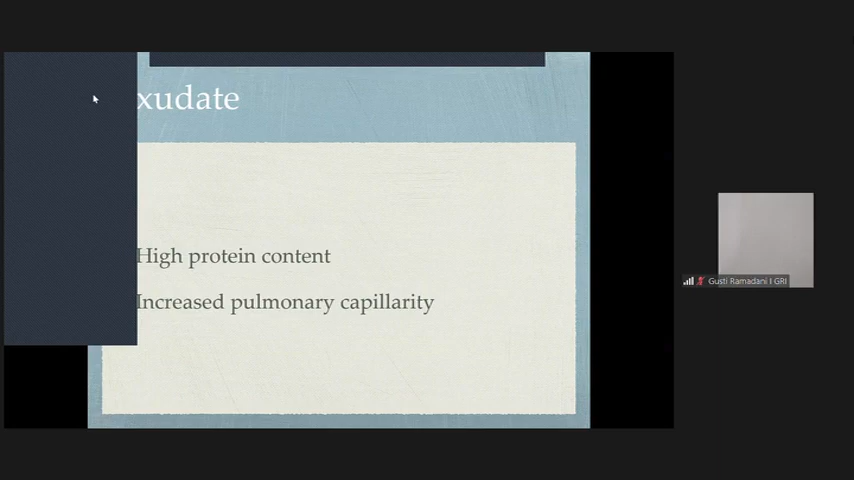 xudate
High protein content
Increased pulmonary capillarity
Gusti Ramadani I GRI